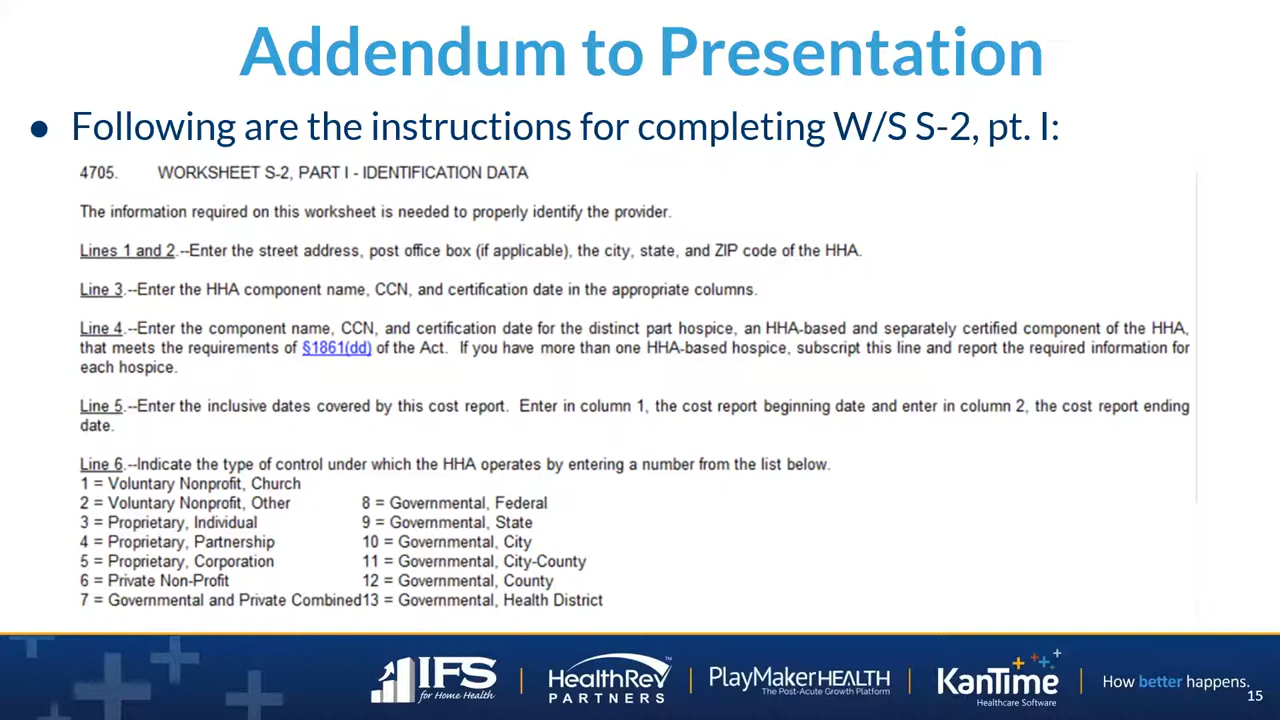 Addendum to Presentation
● Following are the instructions for completing W/S S-2, pt. I:
4705. WORKSHEET S-2, PART I - IDENTIFICATION DATA
The information required on this worksheet is needed to properly identify the provider.
Lines 1 and 2.--Enter the street address, post office box (if applicable), the city, state, and ZIP code of the HHA.
Line 3.--Enter the HHA component name, CCN, and certification date in the appropriate columns.
Line 4.--Enter the component name, CCN, and certification date for the distinct part hospice, an HHA-based and separately certified component of the HHA,
that meets the requirements of §1861(dd) of the Act. If you have more than one HHA-based hospice, subscript this line and report the required information for
each hospice.
Line 5.--Enter the inclusive dates covered by this cost report. Enter in column 1, the cost report beginning date and enter in column 2, the cost report ending
date.
Line 6.--Indicate the type of control under which the HHA operates by entering a number from the list below.
1 = Voluntary Nonprofit, Church
2 = Voluntary Nonprofit, Other 8 = Governmental, Federal
3 = Proprietary, Individual 9 = Governmental, State
4 = Proprietary, Partnership 10 = Governmental, City
5 = Proprietary, Corporation 11 = Governmental, City-County
6 = Private Non-Profit 12 = Governmental, County
7 = Governmental and Private Combined13 = Governmental, Health District
IFS
for Home Health
HealthRev
PARTNERS
PlayMakerHEALTH
The Post-Acute Growth Platform
KanTime
Healthcare Software
How better happens.
15